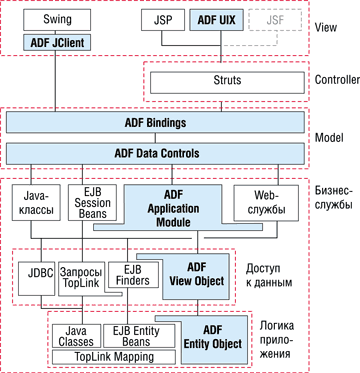 Swing
ADF JClient
JSP
ADF UIX
JSF
View
Struts
Controller
ADF Bindings
ADF Data Controls
Model
Java-
классы
EJB
Session
Beans
ADF
Application
Module
Web-
службы
Бизнес-
службы
JDBC
Запросы
TopLink
EJB
Finders
ADF
View Object
Доступ
к данным
Java
Classes
EJB Entity
Beans
TopLink Mapping
ADF
Entity Object
Логика
прило-
жения